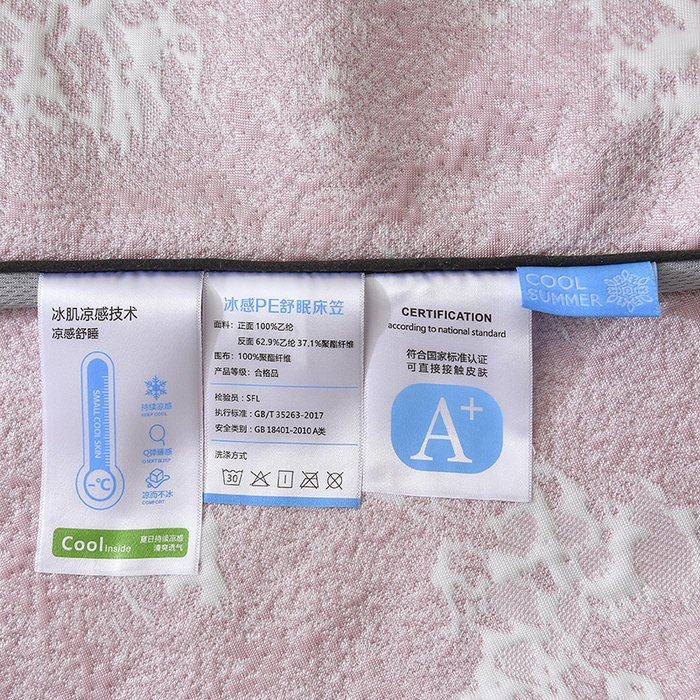 冰肌凉感技术
凉感舒睡
SMALL COOL SKIN
持续凉感
KEEP COOL
Q弹睡感
Q SOFT SLEEP
凉而不冰
COMFORT
-℃
Cool Inside
夏日持续凉感
清爽透气
冰感PE舒眠床笠
面料：正面 100%乙纶
反面 62.9%乙纶 37.1%聚酯纤维
围布：100%聚酯纤维
产品等级：合格品
检验员：SFL
执行标准：GB/T 35263-2017
安全类别：GB 18401-2010 A类
洗涤方式
30
CERTIFICATION
according to national standard
符合国家标准认证
可直接接触皮肤
A+
COOL
SUMMER